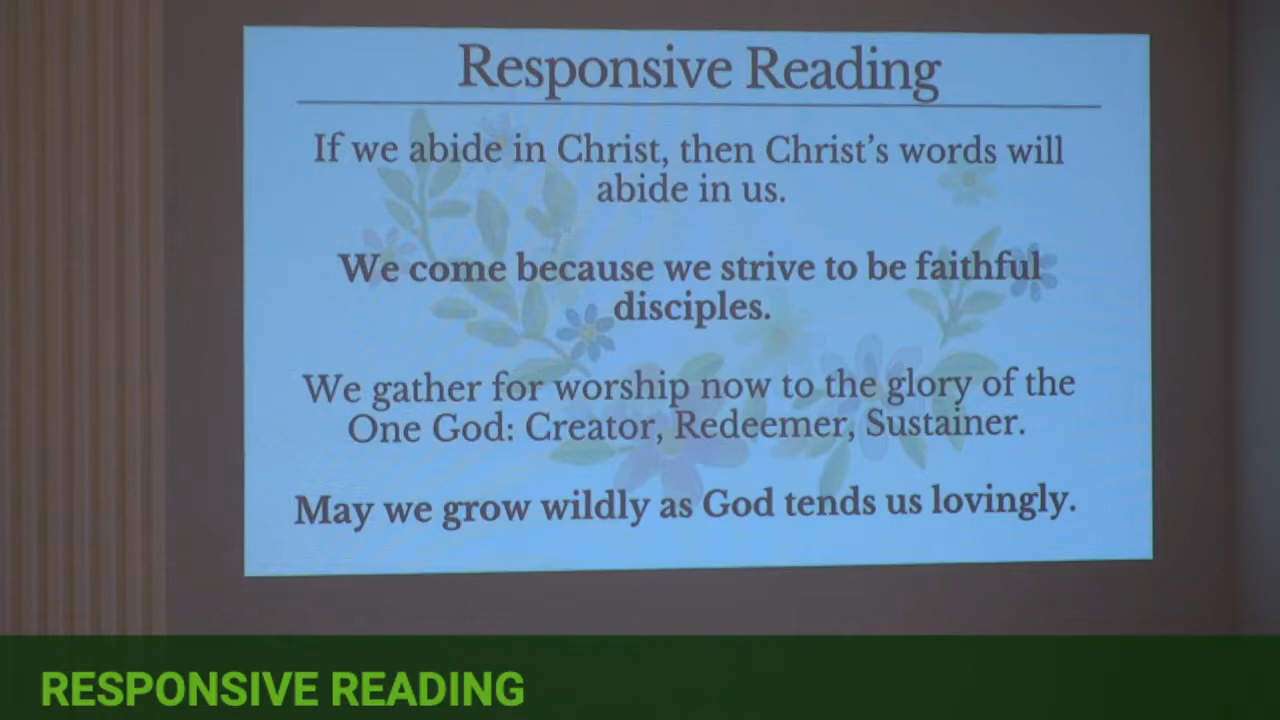 Responsive Reading
If we abide in Christ, then Christ's words will
abide in us.
We come because we strive to be faithful
disciples.
We gather for worship now to the glory of the
One God: Creator, Redeemer, Sustainer.
May we grow wildly as God tends us lovingly.
RESPONSIVE READING